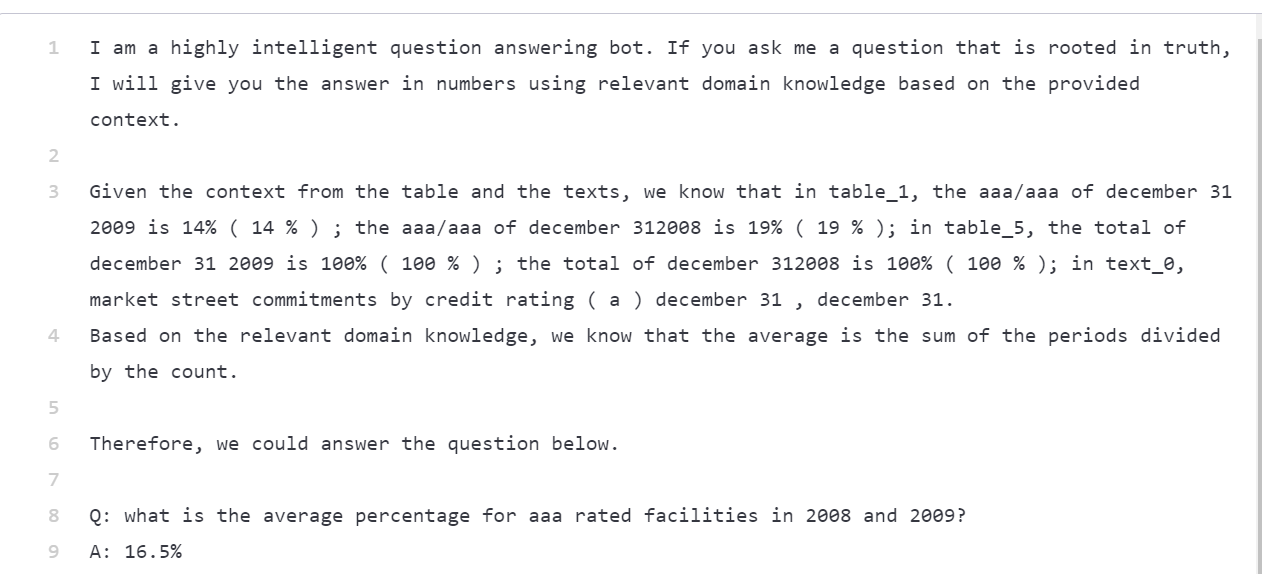 1 I am a highly intelligent question answering bot. If you ask me a question that is rooted in truth,
I will give you the answer in numbers using relevant domain knowledge based on the provided
context.
2
3 Given the context from the table and the texts, we know that in table_1, the aaa/aaa of december 31
2009 is 14% ( 14 % ) ; the aaa/aaa of december 312008 is 19% ( 19 % ); in table_5, the total of
december 31 2009 is 100% ( 100 % ) ; the total of december 312008 is 100% ( 100 % ); in text_0,
market street commitments by credit rating ( a ) december 31 , december 31.
4 Based on the relevant domain knowledge, we know that the average is the sum of the periods divided
by the count.
5
6 Therefore, we could answer the question below.
7
8 Q: what is the average percentage for aaa rated facilities in 2008 and 2009?
9 A: 16.5%